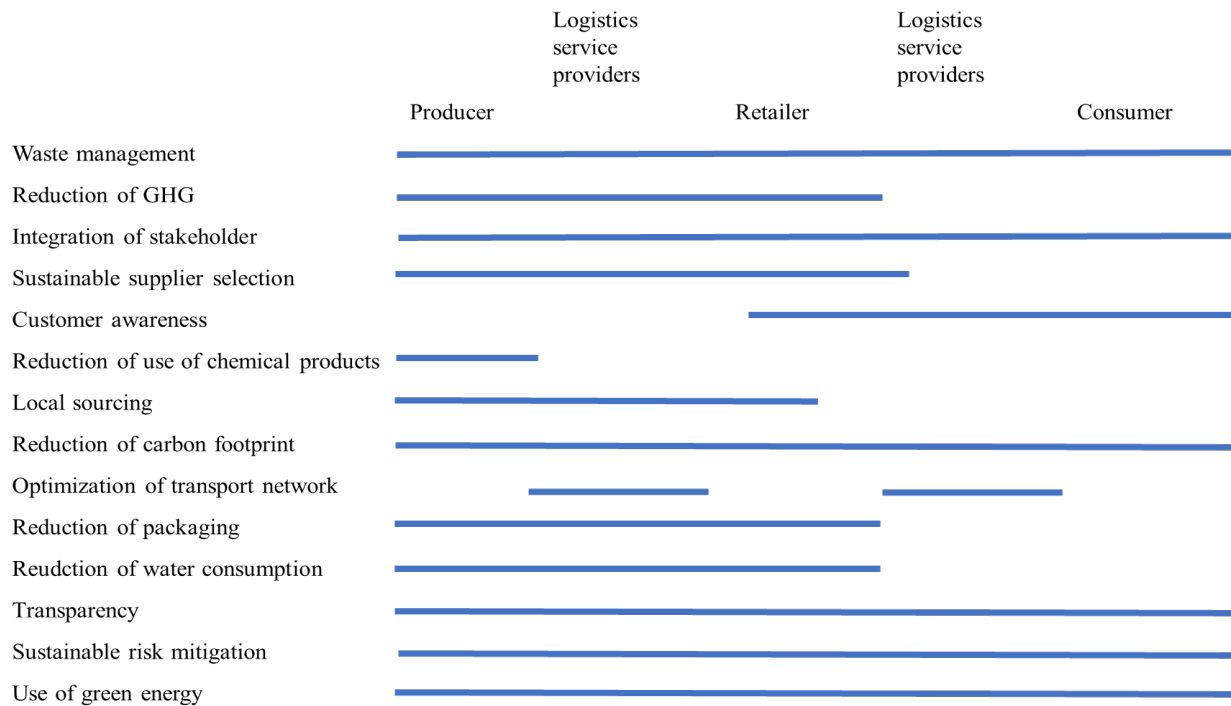 Logistics
service
providers
Logistics
service
providers
Producer
Retailer
Consumer
Waste management
Reduction of GHG
Integration of stakeholder
Sustainable supplier selection
Customer awareness
Reduction of use of chemical products
Local sourcing
Reduction of carbon footprint
Optimization of transport network
Reduction of packaging
Reudction of water consumption
Transparency
Sustainable risk mitigation
Use of green energy